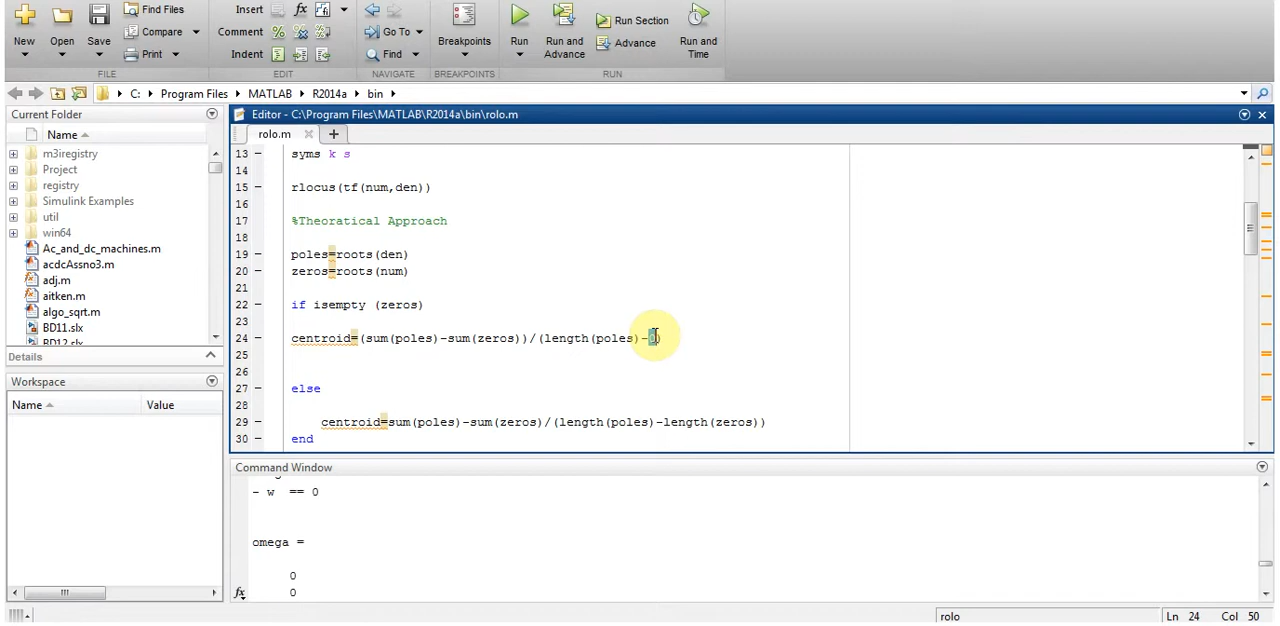 New
Open
Save
Find Files
Compare
Print
FILE
Insert
fx
Comment
Indent
EDIT
Go To
Find
NAVIGATE
Breakpoints
BREAKPOINTS
Run
Run and
Advance
Run Section
Advance
Run and
Time
RUN
C: Program Files MATLAB R2014a bin
Current Folder
Name
m3iregistry
Project
registry
Simulink Examples
util
win64
Ac_and_dc_machines.m
acdcAssno3.m
adj.m
aitken.m
algo_sqrt.m
BD11.slx
BD12.slx
Details
Workspace
Name Value
Editor - C:\Program Files\MATLAB\R2014a\bin\rolo.m
rolo.m
13 - syms k s
14
15 - rlocus(tf(num,den))
16
17 %Theoratical Approach
18
19 - poles=roots(den)
20 - zeros=roots(num)
21
22 - if isempty (zeros)
23
24 - centroid=(sum(poles)-sum(zeros))/(length(poles)-0)
25
26
27 - else
28
29 - centroid=sum(poles)-sum(zeros)/(length(poles)-length(zeros))
30 - end
Command Window
- w == 0
omega =
0
0
fx
rolo
Ln 24 Col 50